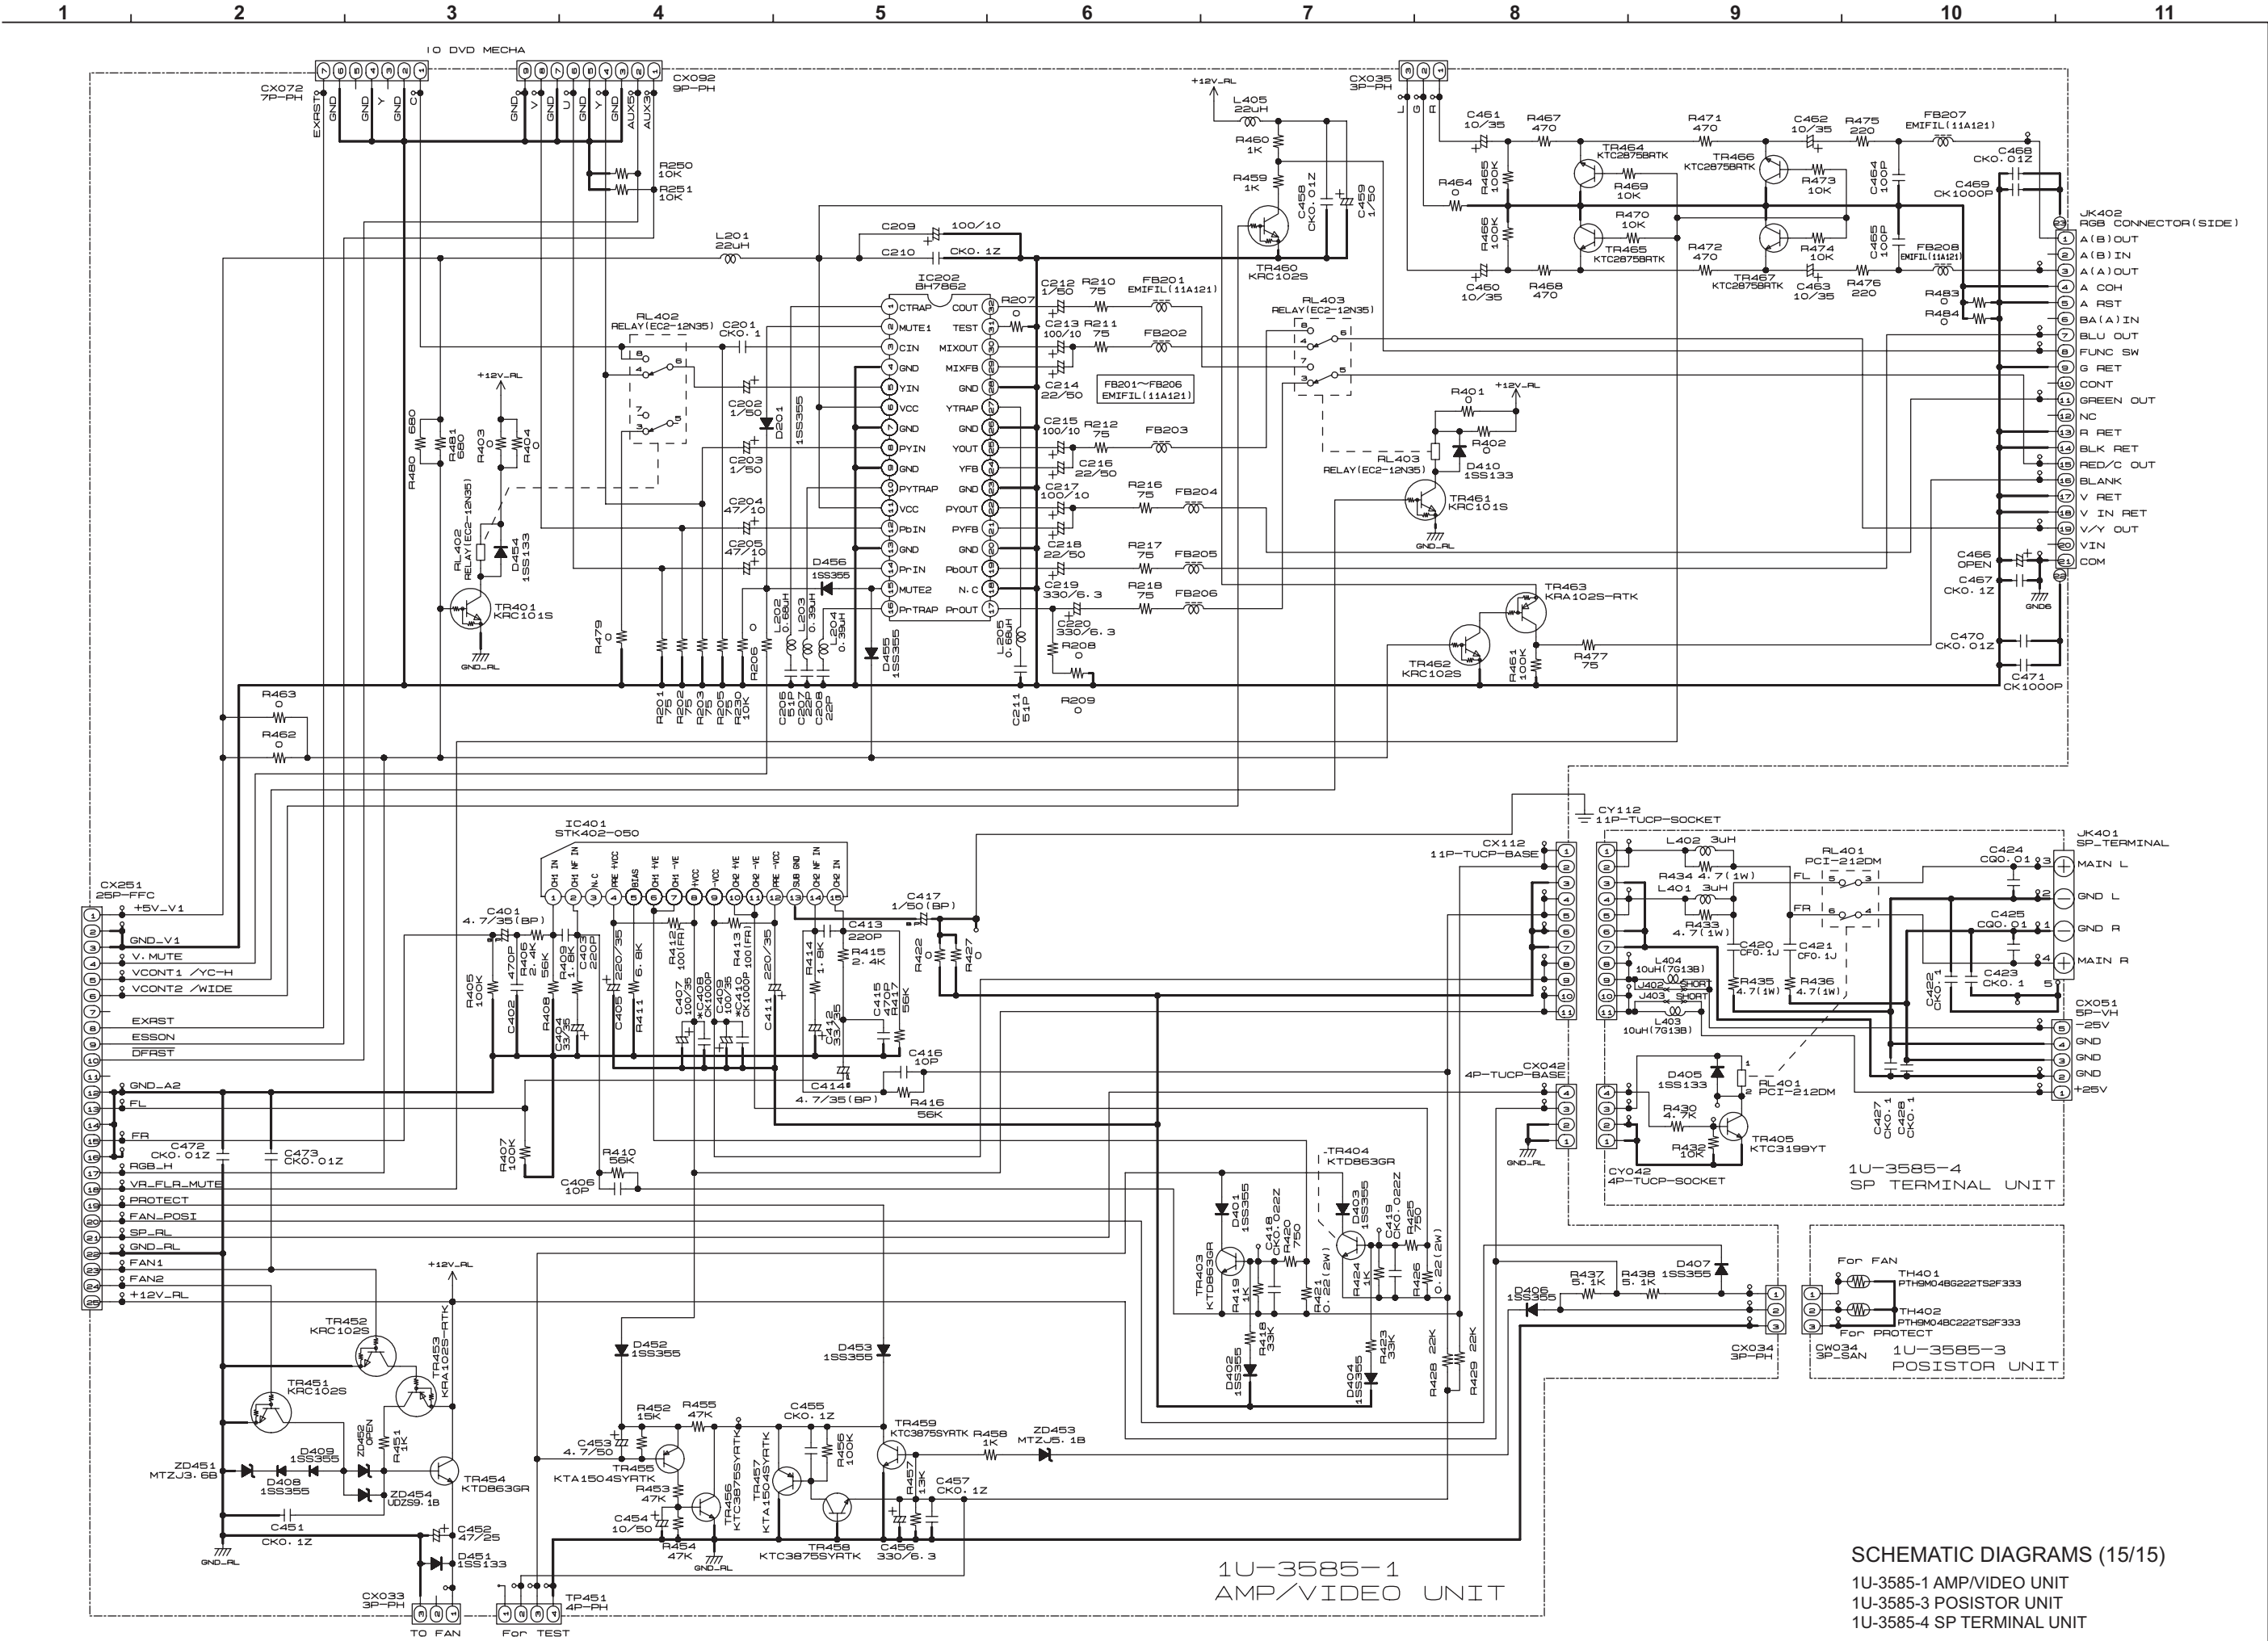 1 2 3 4 5 6 7 8 9 10 11
TO DVD MECHA
CX072
7P-PH
EXRST
GND
GND
Y
GND
C
CX092
9P-PH
GND
V
GND
U
GND
Y
GND
AUX5
AUX3
R250
10K
R251
10K
+12V_RL
L405
22uH
R460
1K
R459
1K
C458
CK0.01Z
C459
1/50
TR460
KRC102S
CX035
3P-PH
L
G
R
C461
10/35
R467
470
R471
470
C462
10/35
R475
220
FB207
EMIFIL(11A121)
C468
CK0.01Z
C469
CK1000P
TR464
KTC2875BRTK
TR466
KTC2875BRTK
R465
100K
R469
10K
R473
10K
C464
100P
R464
0
R466
100K
R470
10K
TR465
KTC2875BRTK
R472
470
R474
10K
TR467
KTC2875BRTK
C465
100P
FB208
EMIFIL(11A121)
C460
10/35
R468
470
C463
10/35
R476
220
R483
0
R484
0
JK402
RGB CONNECTOR(SIDE)
A(B)OUT
A(B)IN
A(A)OUT
A COH
A RST
BA(A)IN
BLU OUT
FUNC SW
G RET
CONT
GREEN OUT
NC
R RET
BLK RET
RED/C OUT
BLANK
V RET
V IN RET
V/Y OUT
VIN
COM
C466
OPEN
C467
CK0.1Z
GND6
C470
CK0.01Z
C471
CK1000P
L201
22uH
C209
100/10
C210
CK0.1Z
IC202
BH7862
CTRAP
MUTE1
CIN
GND
YIN
VCC
GND
PYIN
GND
PYTRAP
VCC
PbIN
GND
PrIN
MUTE2
PrTRAP
COUT
TEST
MIXOUT
MIXFB
GND
YTRAP
GND
YOUT
YFB
GND
PYOUT
PYFB
GND
PbOUT
N.C
PrOUT
R207
0
C212
1/50
R210
75
FB201
EMIFIL(11A121)
C213
100/10
R211
75
FB202
C214
22/50
FB201~FB206
EMIFIL(11A121)
C215
100/10
R212
75
FB203
C216
22/50
C217
100/10
R216
75
FB204
C218
22/50
R217
75
FB205
C219
330/6.3
R218
75
FB206
C220
330/6.3
R208
0
R209
0
L205
0.68uH
C211
51P
RL402
RELAY(EC2-12N35)
C201
CK0.1
C202
1/50
C203
1/50
C204
47/10
C205
47/10
D201
1SS355
D456
1SS355
D455
1SS355
L202
0.68uH
L203
0.39uH
L204
0.39uH
C206
51P
C207
22P
C208
22P
R206
0
R201
75
R202
75
R203
75
R205
75
R230
10K
R479
0
+12V_RL
R480
680
R481
680
R403
0
R404
0
RL402
RELAY(EC2-12N35)
D454
1SS133
TR401
KRC101S
GND_RL
RL403
RELAY(EC2-12N35)
R401
0
+12V_RL
R402
0
RL403
RELAY(EC2-12N35)
D410
1SS133
TR461
KRC101S
GND_RL
TR463
KRA102S-RTK
TR462
KRC102S
R461
100K
R477
75
R463
0
R462
0
CX251
25P-FFC
+5V_V1
GND_V1
V.MUTE
VCONT1 /YC-H
VCONT2 /WIDE
EXRST
ESSON
DFRST
GND_A2
FL
FR
RGB_H
VR_FLR_MUTE
PROTECT
FAN_POSI
SP_RL
GND_RL
FAN1
FAN2
+12V_RL
C472
CK0.01Z
C473
CK0.01Z
IC401
STK402-050
CH1 IN
CH1 NF IN
N.C
PRE +VCC
BIAS
CH1 +VE
CH1 -VE
+VCC
-VCC
CH2 +VE
CH2 -VE
PRE -VCC
SUB GND
CH2 NF IN
CH2 IN
C401
4.7/35(BP)
R405
100K
C402
470P
R406
2.4K
R408
56K
R409
1.8K
C403
220P
C404
33/35
C405
220/35
R411
6.8K
R412
100(FR)
C407
100/35
*C408
CK1000P
C409
100/35
*C410
CK1000P
R413
100(FR)
C411
220/35
R414
1.8K
C412
33/35
C413
220P
R415
2.4K
C415
470P
R417
56K
C417
1/50(BP)
R422
0
R427
0
C416
10P
C414
4.7/35(BP)
R416
56K
R407
100K
R410
56K
C406
10P
CX112
11P-TUCP-BASE
CY112
11P-TUCP-SOCKET
L402 3uH
R434 4.7(1W)
L401 3uH
R433
4.7(1W)
RL401
PCI-212DM
FL
FR
C420
CF0.1J
C421
CF0.1J
R435
4.7(1W)
R436
4.7(1W)
L404
10uH(7G13B)
J402 SHORT
J403 SHORT
L403
10uH(7G13B)
C424
CQ0.01
C425
CQ0.01
C422
CK0.1
C423
CK0.1
JK401
SP_TERMINAL
MAIN L
GND L
GND R
MAIN R
CX051
5P-VH
-25V
GND
GND
GND
+25V
C427
CK0.1
C428
CK0.1
CX042
4P-TUCP-BASE
GND_RL
CY042
4P-TUCP-SOCKET
D405
1SS133
RL401
PCI-212DM
R430
4.7K
R432
10K
TR405
KTC3199YT
1U-3585-4
SP TERMINAL UNIT
TR404
KTD863GR
D401
1SS355
TR403
KTD863GR
C418
CK0.022Z
R420
750
R419
1K
R421
0.22(2W)
D403
1SS355
C419
CK0.022Z
R425
750
R424
1K
R426
0.22(2W)
R418
33K
D402
1SS355
R423
33K
D404
1SS355
R428 22K
R429 22K
D406
1SS355
R437
5.1K
R438
5.1K
D407
1SS355
CX034
3P-PH
For FAN
TH401
PTH9M04BG222TS2F333
TH402
PTH9M04BC222TS2F333
For PROTECT
CW034
3P_SAN
1U-3585-3
POSISTOR UNIT
+12V_RL
TR452
KRC102S
TR453
KRA102S-RTK
TR451
KRC102S
ZD451
MTZJ3.6B
D408
1SS355
D409
1SS355
ZD452
OPEN
R451
1K
ZD454
UDZS9.1B
TR454
KTD863GR
C451
CK0.1Z
C452
47/25
D451
1SS133
GND_RL
CX033
3P-PH
TO FAN
TP451
4P-PH
For TEST
D452
1SS355
R452
15K
R455
47K
C453
4.7/50
TR455
KTA1504SYRTK
R453
47K
C454
10/50
R454
47K
TR456
KTC3875SYRTK
GND_RL
C455
CK0.1Z
R456
100K
TR457
KTA1504SYRTK
TR458
KTC3875SYRTK
D453
1SS355
TR459
KTC3875SYRTK
R458
1K
ZD453
MTZJ5.1B
R457
13K
C457
CK0.1Z
C456
330/6.3
1U-3585-1
AMP/VIDEO UNIT
SCHEMATIC DIAGRAMS (15/15)
1U-3585-1 AMP/VIDEO UNIT
1U-3585-3 POSISTOR UNIT
1U-3585-4 SP TERMINAL UNIT